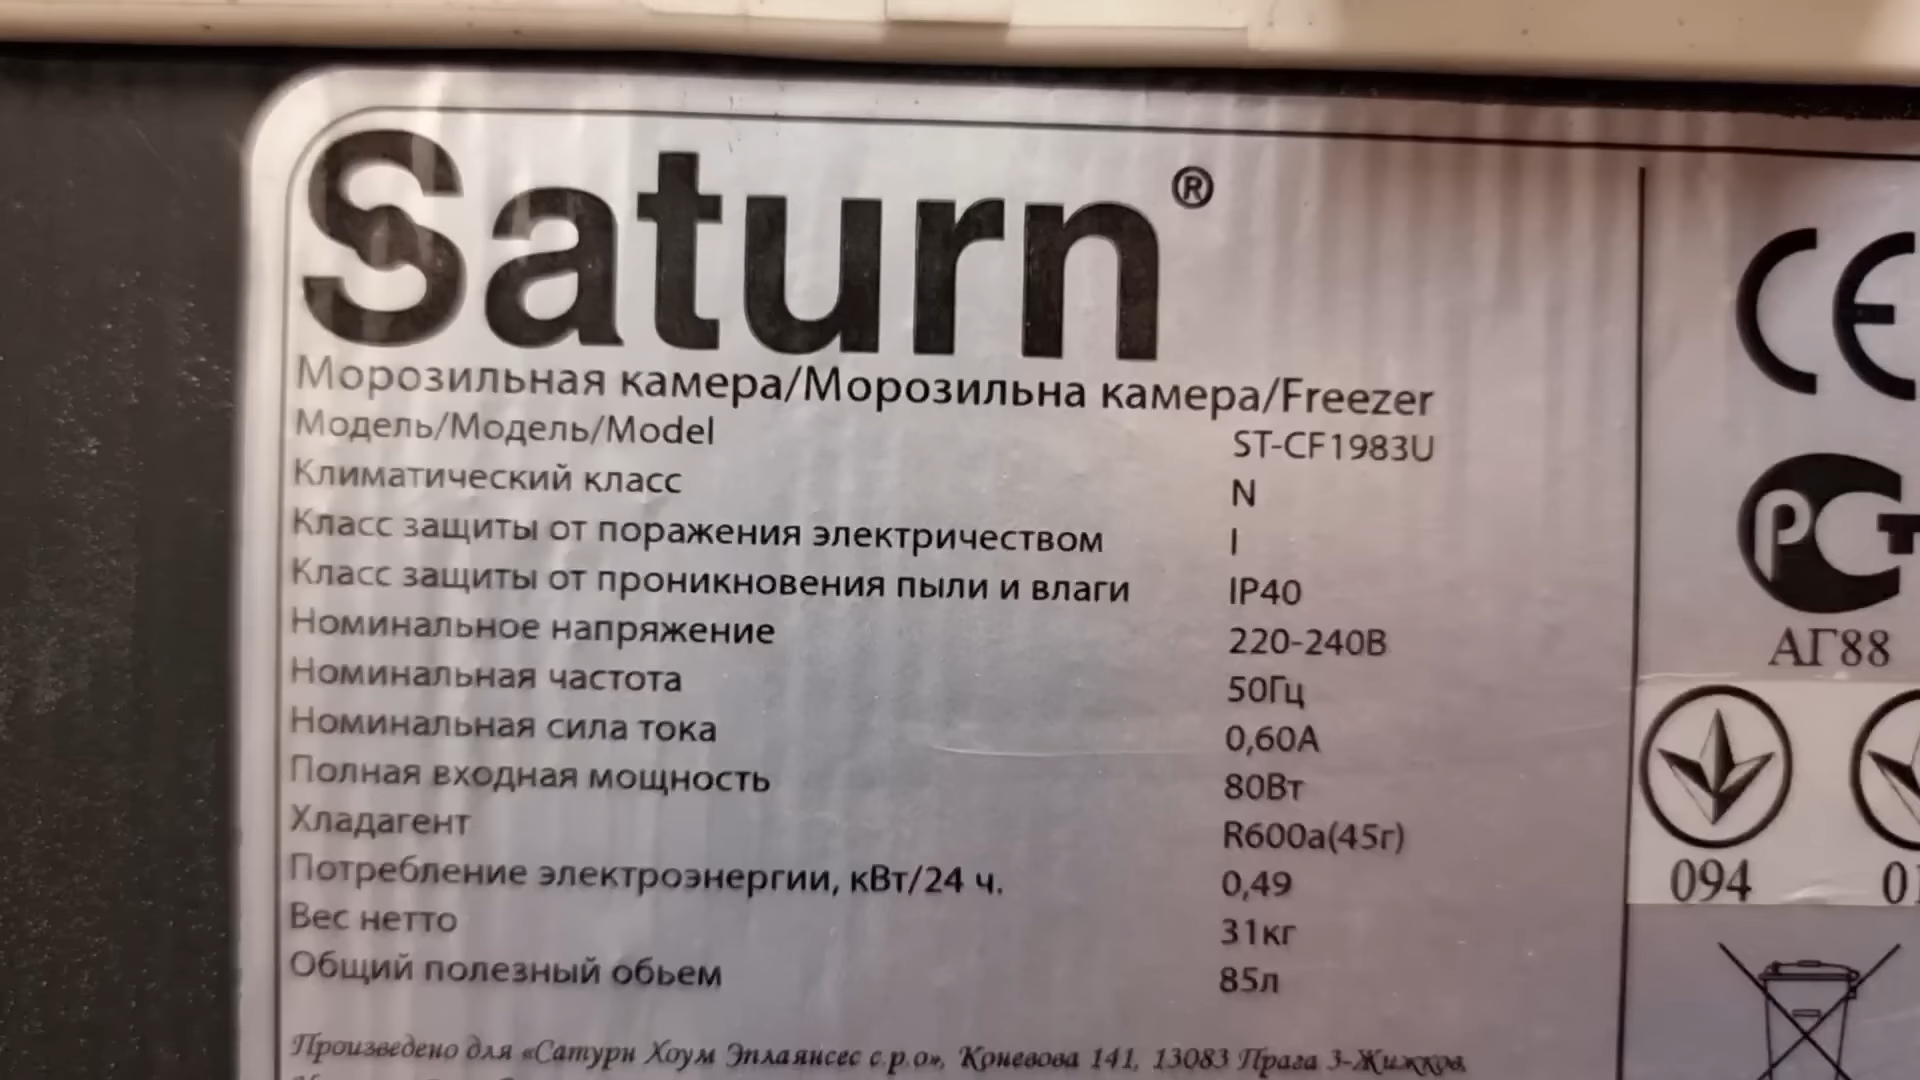 Saturn®
Морозильная камера/Морозильна камера/Freezer
Модель/Модель/Model ST-CF1983U
Климатический класс N
Класс защиты от поражения электричеством I
Класс защиты от проникновения пыли и влаги IP40
Номинальное напряжение 220-240В
Номинальная частота 50Гц
Номинальная сила тока 0,60А
Полная входная мощность 80Вт
Хладагент R600a(45г)
Потребление электроэнергии, кВт/24 ч. 0,49
Вес нетто 31кг
Общий полезный обьем 85л
Произведено для «Сатурн Хоум Эплаянсес с.р.о», Коневова 141, 13083 Прага 3-Жижков,
CE
РСТ
АГ88
094